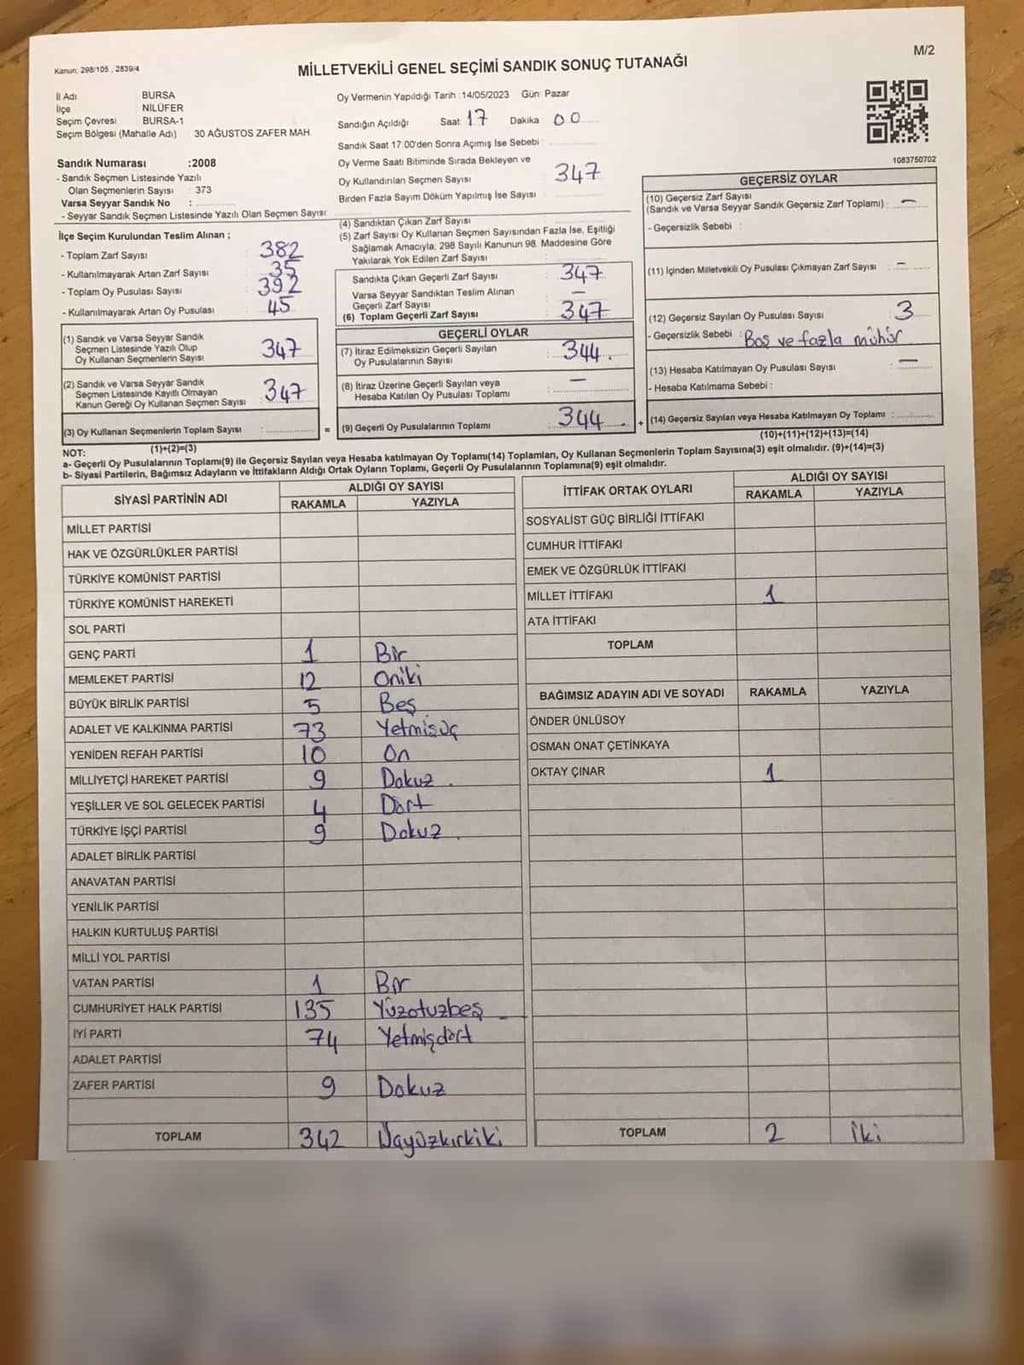 M/2
Kanun: 298/105 , 2839/4
MİLLETVEKİLİ GENEL SEÇİMİ SANDIK SONUÇ TUTANAĞI
İl Adı BURSA
İlçe NİLÜFER
Seçim Çevresi BURSA-1
Seçim Bölgesi (Mahalle Adı) 30 AĞUSTOS ZAFER MAH.
Sandık Numarası :2008
- Sandık Seçmen Listesinde Yazılı
Olan Seçmenlerin Sayısı : 373
Varsa Seyyar Sandık No :
- Seyyar Sandık Seçmen Listesinde Yazılı Olan Seçmen Sayısı
İlçe Seçim Kurulundan Teslim Alınan ;
- Toplam Zarf Sayısı 382
- Kullanılmayarak Artan Zarf Sayısı 35
- Toplam Oy Pusulası Sayısı 392
- Kullanılmayarak Artan Oy Pusulası 45
(1) Sandık ve Varsa Seyyar Sandık
Seçmen Listesinde Yazılı Olup
Oy Kullanan Seçmenlerin Sayısı 347
(2) Sandık ve Varsa Seyyar Sandık
Seçmen Listesinde Kayıtlı Olmayan
Kanun Gereği Oy Kullanan Seçmen Sayısı 347
(3) Oy Kullanan Seçmenlerin Toplam Sayısı :
(1)+(2)=(3)
Oy Vermenin Yapıldığı Tarih :14/05/2023 Gün: Pazar
Sandığın Açıldığı Saat 17 Dakika 00
Sandık Saat 17:00'den Sonra Açımış İse Sebebi
Oy Verme Saati Bitiminde Sırada Bekleyen ve
Oy Kullandırılan Seçmen Sayısı 347
Birden Fazla Sayım Döküm Yapılmış İse Sayısı :
(4) Sandıktan Çıkan Zarf Sayısı
(5) Zarf Sayısı Oy Kullanan Seçmen Sayısından Fazla İse, Eşitliği
Sağlamak Amacıyla, 298 Sayılı Kanunun 98. Maddesine Göre
Yakılarak Yok Edilen Zarf Sayısı
Sandıkta Çıkan Geçerli Zarf Sayısı 347
Varsa Seyyar Sandıktan Teslim Alınan
Geçerli Zarf Sayısı —
(6) Toplam Geçerli Zarf Sayısı : 347
GEÇERLİ OYLAR
(7) İtiraz Edilmeksizin Geçerli Sayılan
Oy Pusulalarının Sayısı 344.
(8) İtiraz Üzerine Geçerli Sayılan veya
Hesaba Katılan Oy Pusulası Toplamı —
= (9) Geçerli Oy Pusulalarının Toplamı 344 .
1083750702
GEÇERSİZ OYLAR
(10) Geçersiz Zarf Sayısı
(Sandık ve Varsa Seyyar Sandık Geçersiz Zarf Toplamı) : —
- Geçersizlik Sebebi :
(11) İçinden Milletvekili Oy Pusulası Çıkmayan Zarf Sayısı —
(12) Geçersiz Sayılan Oy Pusulası Sayısı : 3
- Geçersizlik Sebebi : Boş ve fazla mühür
(13) Hesaba Katılmayan Oy Pusulası Sayısı : —
- Hesaba Katılmama Sebebi :
+ (14) Geçersiz Sayılan veya Hesaba Katılmayan Oy Toplamı :
(10)+(11)+(12)+(13)=(14)
NOT:
a- Geçerli Oy Pusulalarının Toplamı(9) ile Geçersiz Sayılan veya Hesaba katılmayan Oy Toplamı(14) Toplamları, Oy Kullanan Seçmenlerin Toplam Sayısına(3) eşit olmalıdır. (9)+(14)=(3)
b- Siyasi Partilerin, Bağımsız Adayların ve İttifakların Aldığı Ortak Oyların Toplamı, Geçerli Oy Pusulalarının Toplamına(9) eşit olmalıdır.
SİYASİ PARTİNİN ADI ALDIĞI OY SAYISI
RAKAMLA YAZIYLA
MİLLET PARTİSİ
HAK VE ÖZGÜRLÜKLER PARTİSİ
TÜRKİYE KOMÜNİST PARTİSİ
TÜRKİYE KOMÜNİST HAREKETİ
SOL PARTİ
GENÇ PARTİ 1 Bir
MEMLEKET PARTİSİ 12 Oniki
BÜYÜK BİRLİK PARTİSİ 5 Beş
ADALET VE KALKINMA PARTİSİ 73 Yetmişüç
YENİDEN REFAH PARTİSİ 10 On
MİLLİYETÇİ HAREKET PARTİSİ 9 Dokuz .
YEŞİLLER VE SOL GELECEK PARTİSİ 4 Dört
TÜRKİYE İŞÇİ PARTİSİ 9 Dokuz .
ADALET BİRLİK PARTİSİ
ANAVATAN PARTİSİ
YENİLİK PARTİSİ
HALKIN KURTULUŞ PARTİSİ
MİLLİ YOL PARTİSİ
VATAN PARTİSİ 1 Bir
CUMHURİYET HALK PARTİSİ 135 Yüzotuzbeş
İYİ PARTİ 74 Yetmişdört
ADALET PARTİSİ
ZAFER PARTİSİ 9 Dokuz
TOPLAM 342 Üçyüzkırkiki
İTTİFAK ORTAK OYLARI ALDIĞI OY SAYISI
RAKAMLA YAZIYLA
SOSYALİST GÜÇ BİRLİĞİ İTTİFAKI
CUMHUR İTTİFAKI
EMEK VE ÖZGÜRLÜK İTTİFAKI
MİLLET İTTİFAKI 1
ATA İTTİFAKI
TOPLAM
BAĞIMSIZ ADAYIN ADI VE SOYADI RAKAMLA YAZIYLA
ÖNDER ÜNLÜSOY
OSMAN ONAT ÇETİNKAYA
OKTAY ÇINAR 1
TOPLAM 2 İki